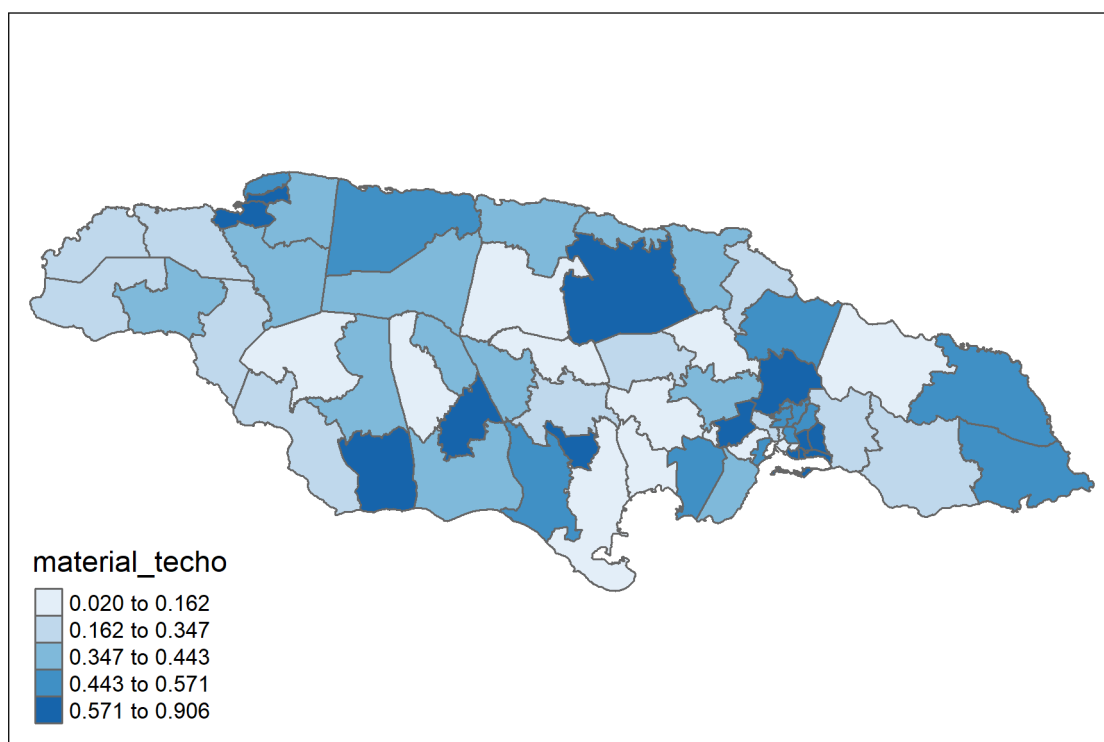 material_techo
0.020 to 0.162
0.162 to 0.347
0.347 to 0.443
0.443 to 0.571
0.571 to 0.906